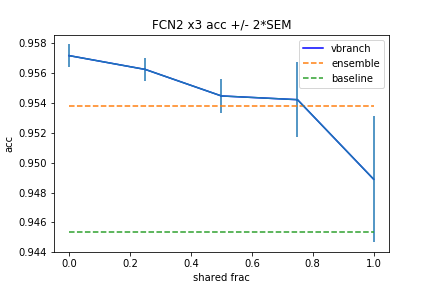 FCN2 x3 acc +/- 2*SEM
0.958
0.956
0.954
0.952
0.950
0.948
0.946
0.944
acc
vbranch
ensemble
baseline
0.0 0.2 0.4 0.6 0.8 1.0
shared frac